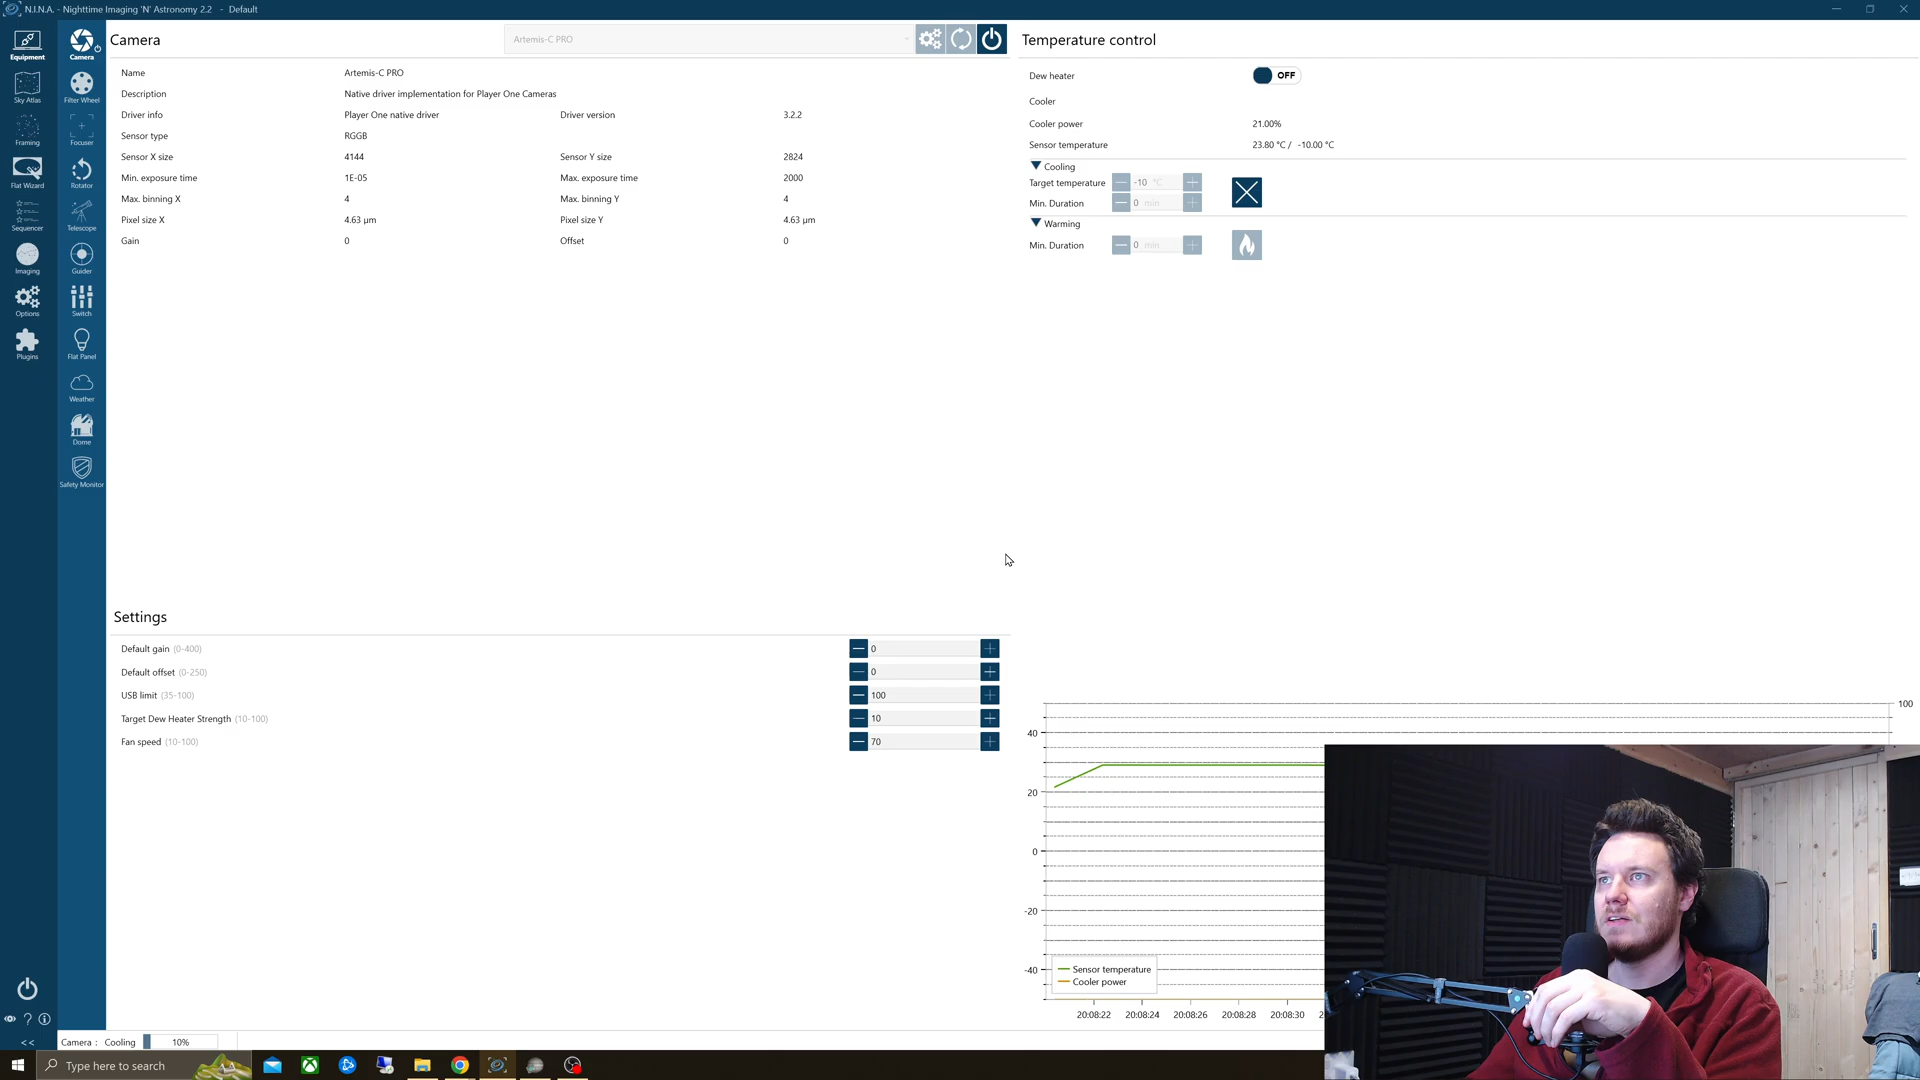 N.I.N.A. - Nighttime Imaging 'N' Astronomy 2.2 - Default
Equipment
Sky Atlas
Framing
Flat Wizard
Sequencer
Imaging
Options
Plugins
<<
Camera
Filter Wheel
Focuser
Rotator
Telescope
Guider
Switch
Flat Panel
Weather
Dome
Safety Monitor
Camera
Artemis-C PRO
Name Artemis-C PRO
Description Native driver implementation for Player One Cameras
Driver info Player One native driver Driver version 3.2.2
Sensor type RGGB
Sensor X size 4144 Sensor Y size 2824
Min. exposure time 1E-05 Max. exposure time 2000
Max. binning X 4 Max. binning Y 4
Pixel size X 4.63 µm Pixel size Y 4.63 µm
Gain 0 Offset 0
Settings
Default gain (0-400) 0
Default offset (0-250) 0
USB limit (35-100) 100
Target Dew Heater Strength (10-100) 10
Fan speed (10-100) 70
Temperature control
Dew heater OFF
Cooler
Cooler power 21.00%
Sensor temperature 23.80 °C / -10.00 °C
Cooling
Target temperature -10 °C
Min. Duration 0 min
Warming
Min. Duration 0 min
100
40
20
0
-20
-40
Sensor temperature
Cooler power
20:08:22 20:08:24 20:08:26 20:08:28 20:08:30
Camera : Cooling 10%
Type here to search